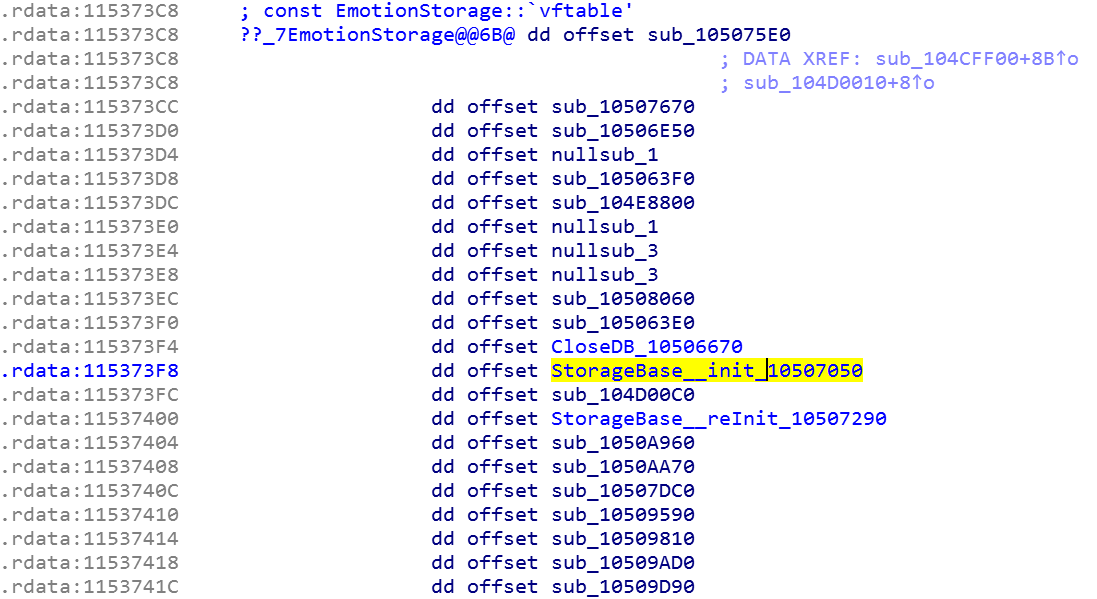 .rdata:115373C8 ; const EmotionStorage::`vftable'
.rdata:115373C8 ??_7EmotionStorage@@6B@ dd offset sub_105075E0
.rdata:115373C8 ; DATA XREF: sub_104CFF00+8B↑o
.rdata:115373C8 ; sub_104D0010+8↑o
.rdata:115373CC dd offset sub_10507670
.rdata:115373D0 dd offset sub_10506E50
.rdata:115373D4 dd offset nullsub_1
.rdata:115373D8 dd offset sub_105063F0
.rdata:115373DC dd offset sub_104E8800
.rdata:115373E0 dd offset nullsub_1
.rdata:115373E4 dd offset nullsub_3
.rdata:115373E8 dd offset nullsub_3
.rdata:115373EC dd offset sub_10508060
.rdata:115373F0 dd offset sub_105063E0
.rdata:115373F4 dd offset CloseDB_10506670
.rdata:115373F8 dd offset StorageBase__init_10507050
.rdata:115373FC dd offset sub_104D00C0
.rdata:11537400 dd offset StorageBase__reInit_10507290
.rdata:11537404 dd offset sub_1050A960
.rdata:11537408 dd offset sub_1050AA70
.rdata:1153740C dd offset sub_10507DC0
.rdata:11537410 dd offset sub_10509590
.rdata:11537414 dd offset sub_10509810
.rdata:11537418 dd offset sub_10509AD0
.rdata:1153741C dd offset sub_10509D90